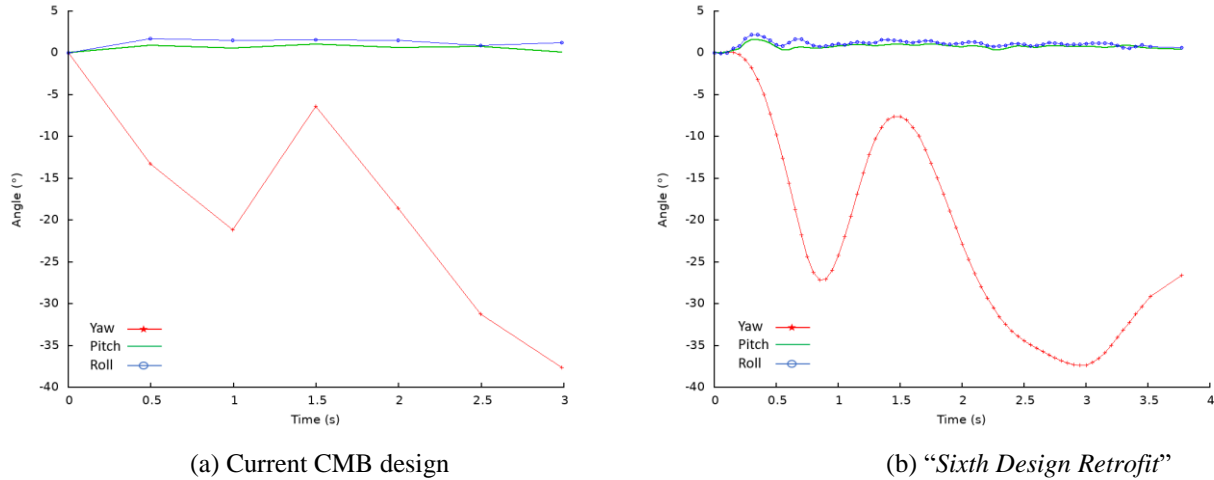 5
0
-5
-10
-15
-20
-25
-30
-35
-40
Angle (°)
Yaw
Pitch
Roll
0 0.5 1 1.5 2 2.5 3
Time (s)
(a) Current CMB design
5
0
-5
-10
-15
-20
-25
-30
-35
-40
Angle (°)
Yaw
Pitch
Roll
0 0.5 1 1.5 2 2.5 3 3.5 4
Time (s)
(b) “Sixth Design Retrofit”